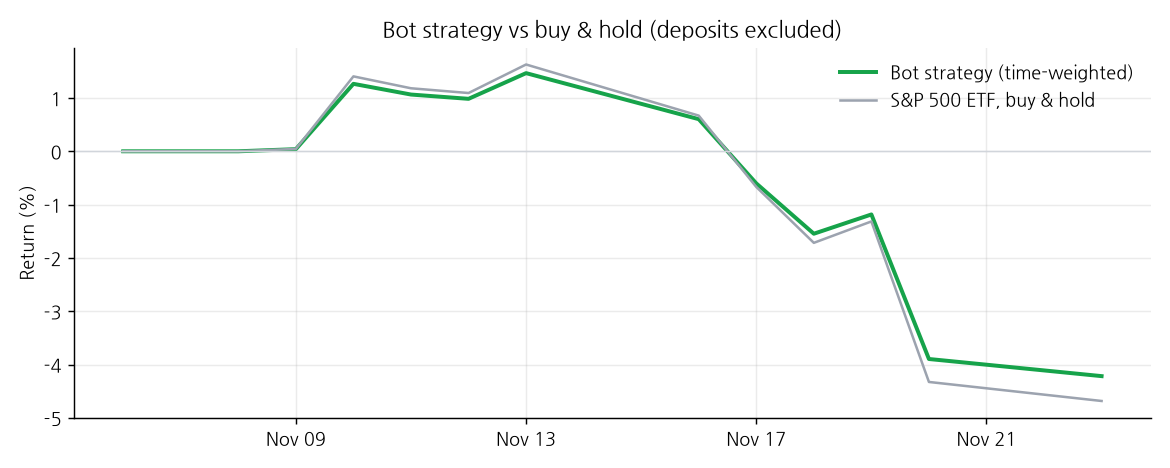 Bot strategy vs buy & hold (deposits excluded)
Bot strategy (time-weighted)
S&P 500 ETF, buy & hold
Return (%)
1
0
-1
-2
-3
-4
-5
Nov 09
Nov 13
Nov 17
Nov 21